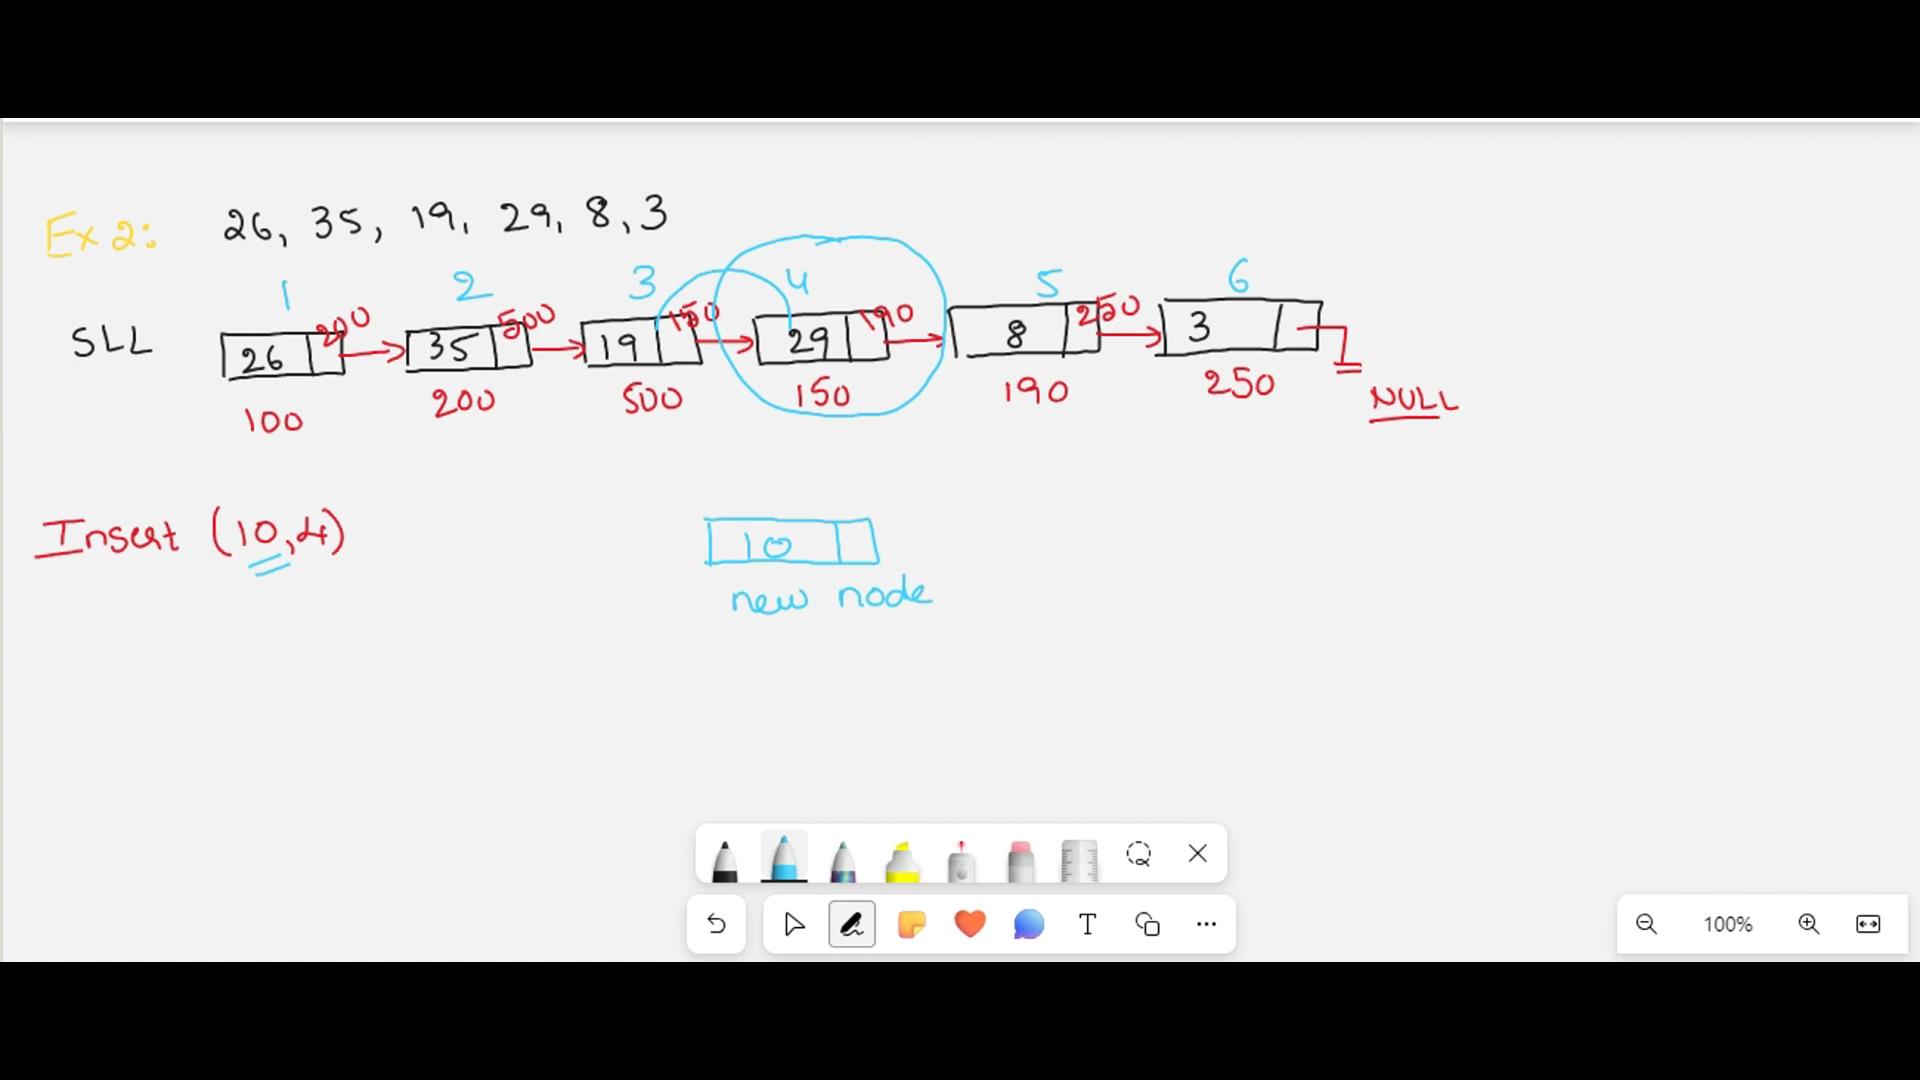 Ex 2: 26, 35, 19, 29, 8, 3
1 2 3 4 5 6
200 500 150 190 250
SLL 26 35 19 29 8 3
100 200 500 150 190 250 NULL
Insert (10,4) 10
new node
T
100%